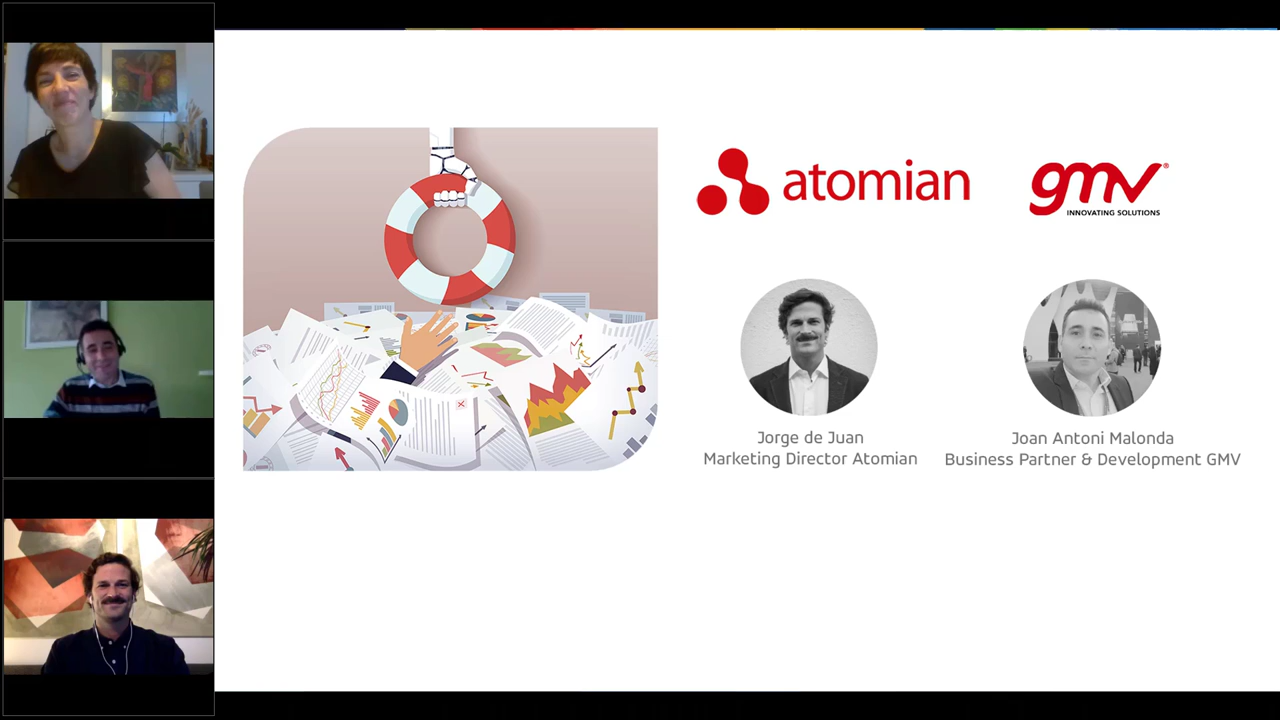 atomian
gmv®
INNOVATING SOLUTIONS
Jorge de Juan
Marketing Director Atomian
Joan Antoni Malonda
Business Partner & Development GMV